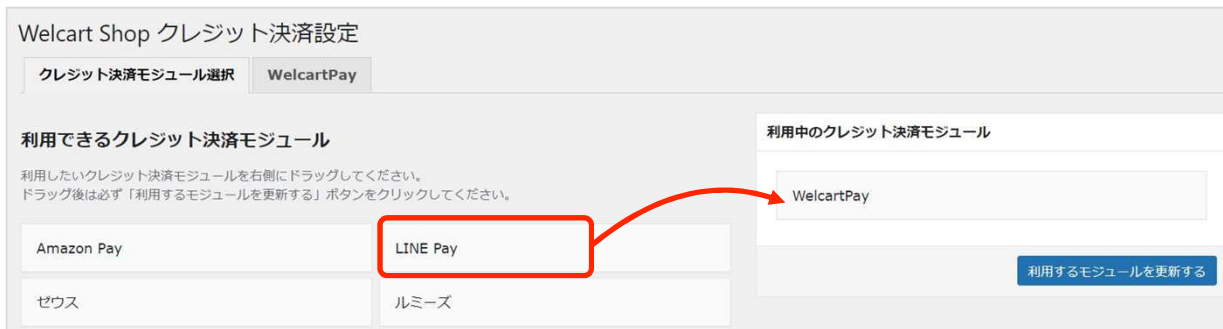 Welcart Shop クレジット決済設定
クレジット決済モジュール選択
WelcartPay
利用できるクレジット決済モジュール
利用したいクレジット決済モジュールを右側にドラッグしてください。
ドラッグ後は必ず「利用するモジュールを更新する」ボタンをクリックしてください。
Amazon Pay
LINE Pay
ゼウス
ルミーズ
利用中のクレジット決済モジュール
WelcartPay
利用するモジュールを更新する